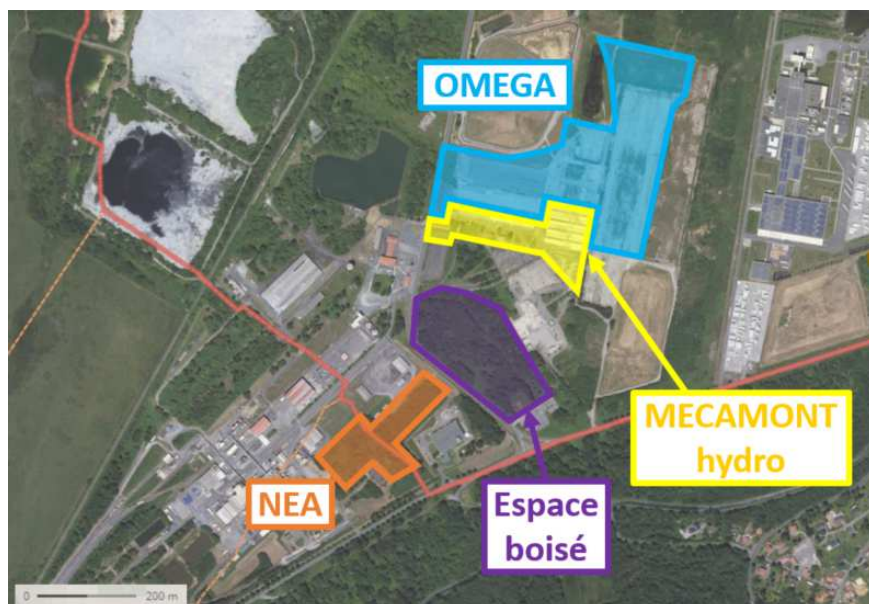 OMEGA
MECAMONT
hydro
NEA
Espace
boisé
0 200 m